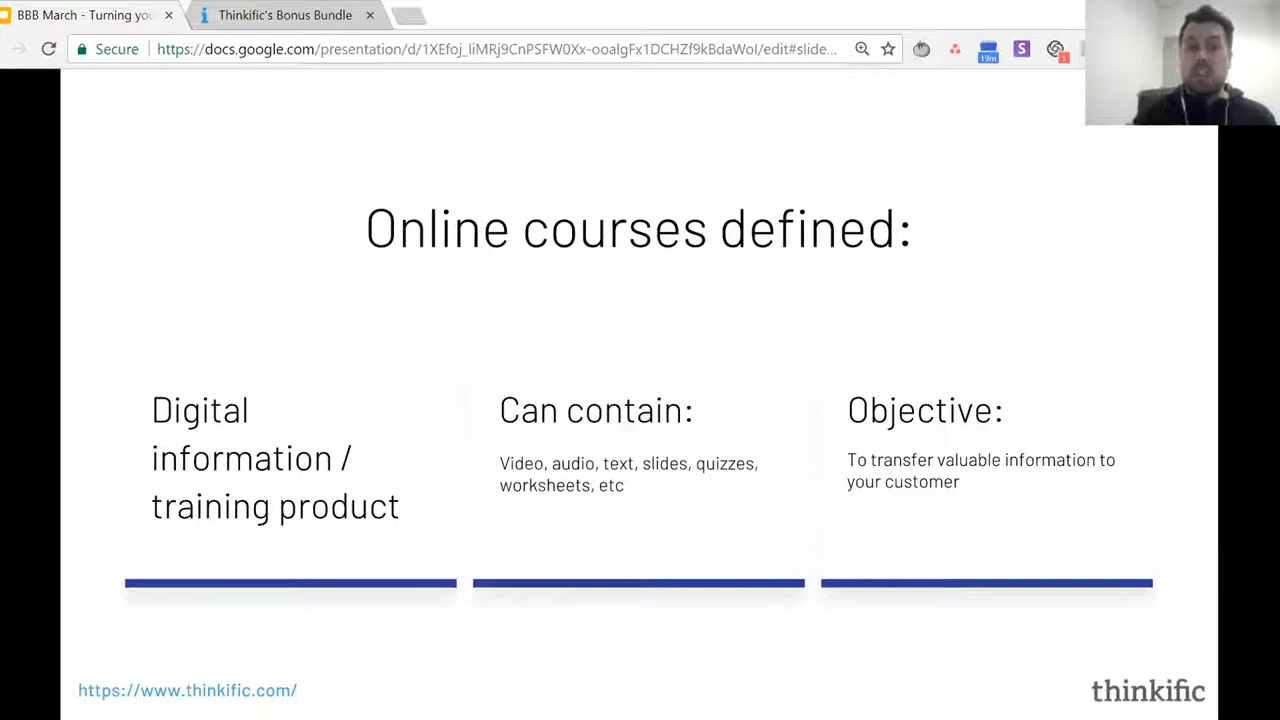 BBB March - Turning you
Thinkific's Bonus Bundle
Secure
https://docs.google.com/presentation/d/1XEfoj_liMRj9CnPSFW0Xx-ooalgFx1DCHZf9kBdaWoI/edit#slide...
19m
S
1
Online courses defined:
Digital
information /
training product
Can contain:
Video, audio, text, slides, quizzes,
worksheets, etc
Objective:
To transfer valuable information to
your customer
https://www.thinkific.com/
thinkific